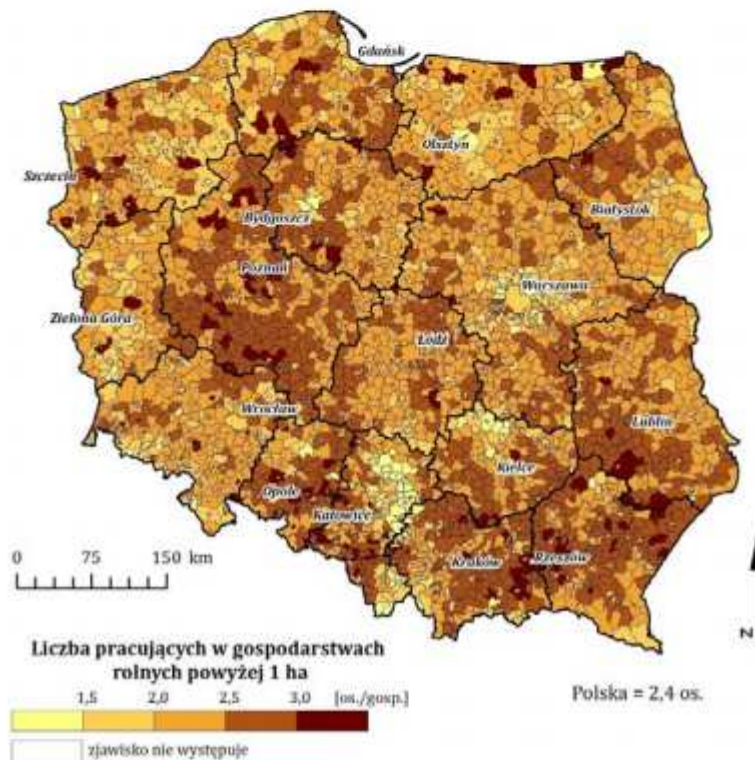 Gdańsk
Olsztyn
Szczecin
Białystok
Bydgoszcz
Poznań
Warszawa
Zielona Góra
Łódź
Wrocław
Lublin
Kielce
Opole
Katowice
Kraków
Rzeszów
0 75 150 km
N
Liczba pracujących w gospodarstwach
rolnych powyżej 1 ha
1,5 2,0 2,5 3,0 [os./gosp.]
Polska = 2,4 os.
zjawisko nie występuje